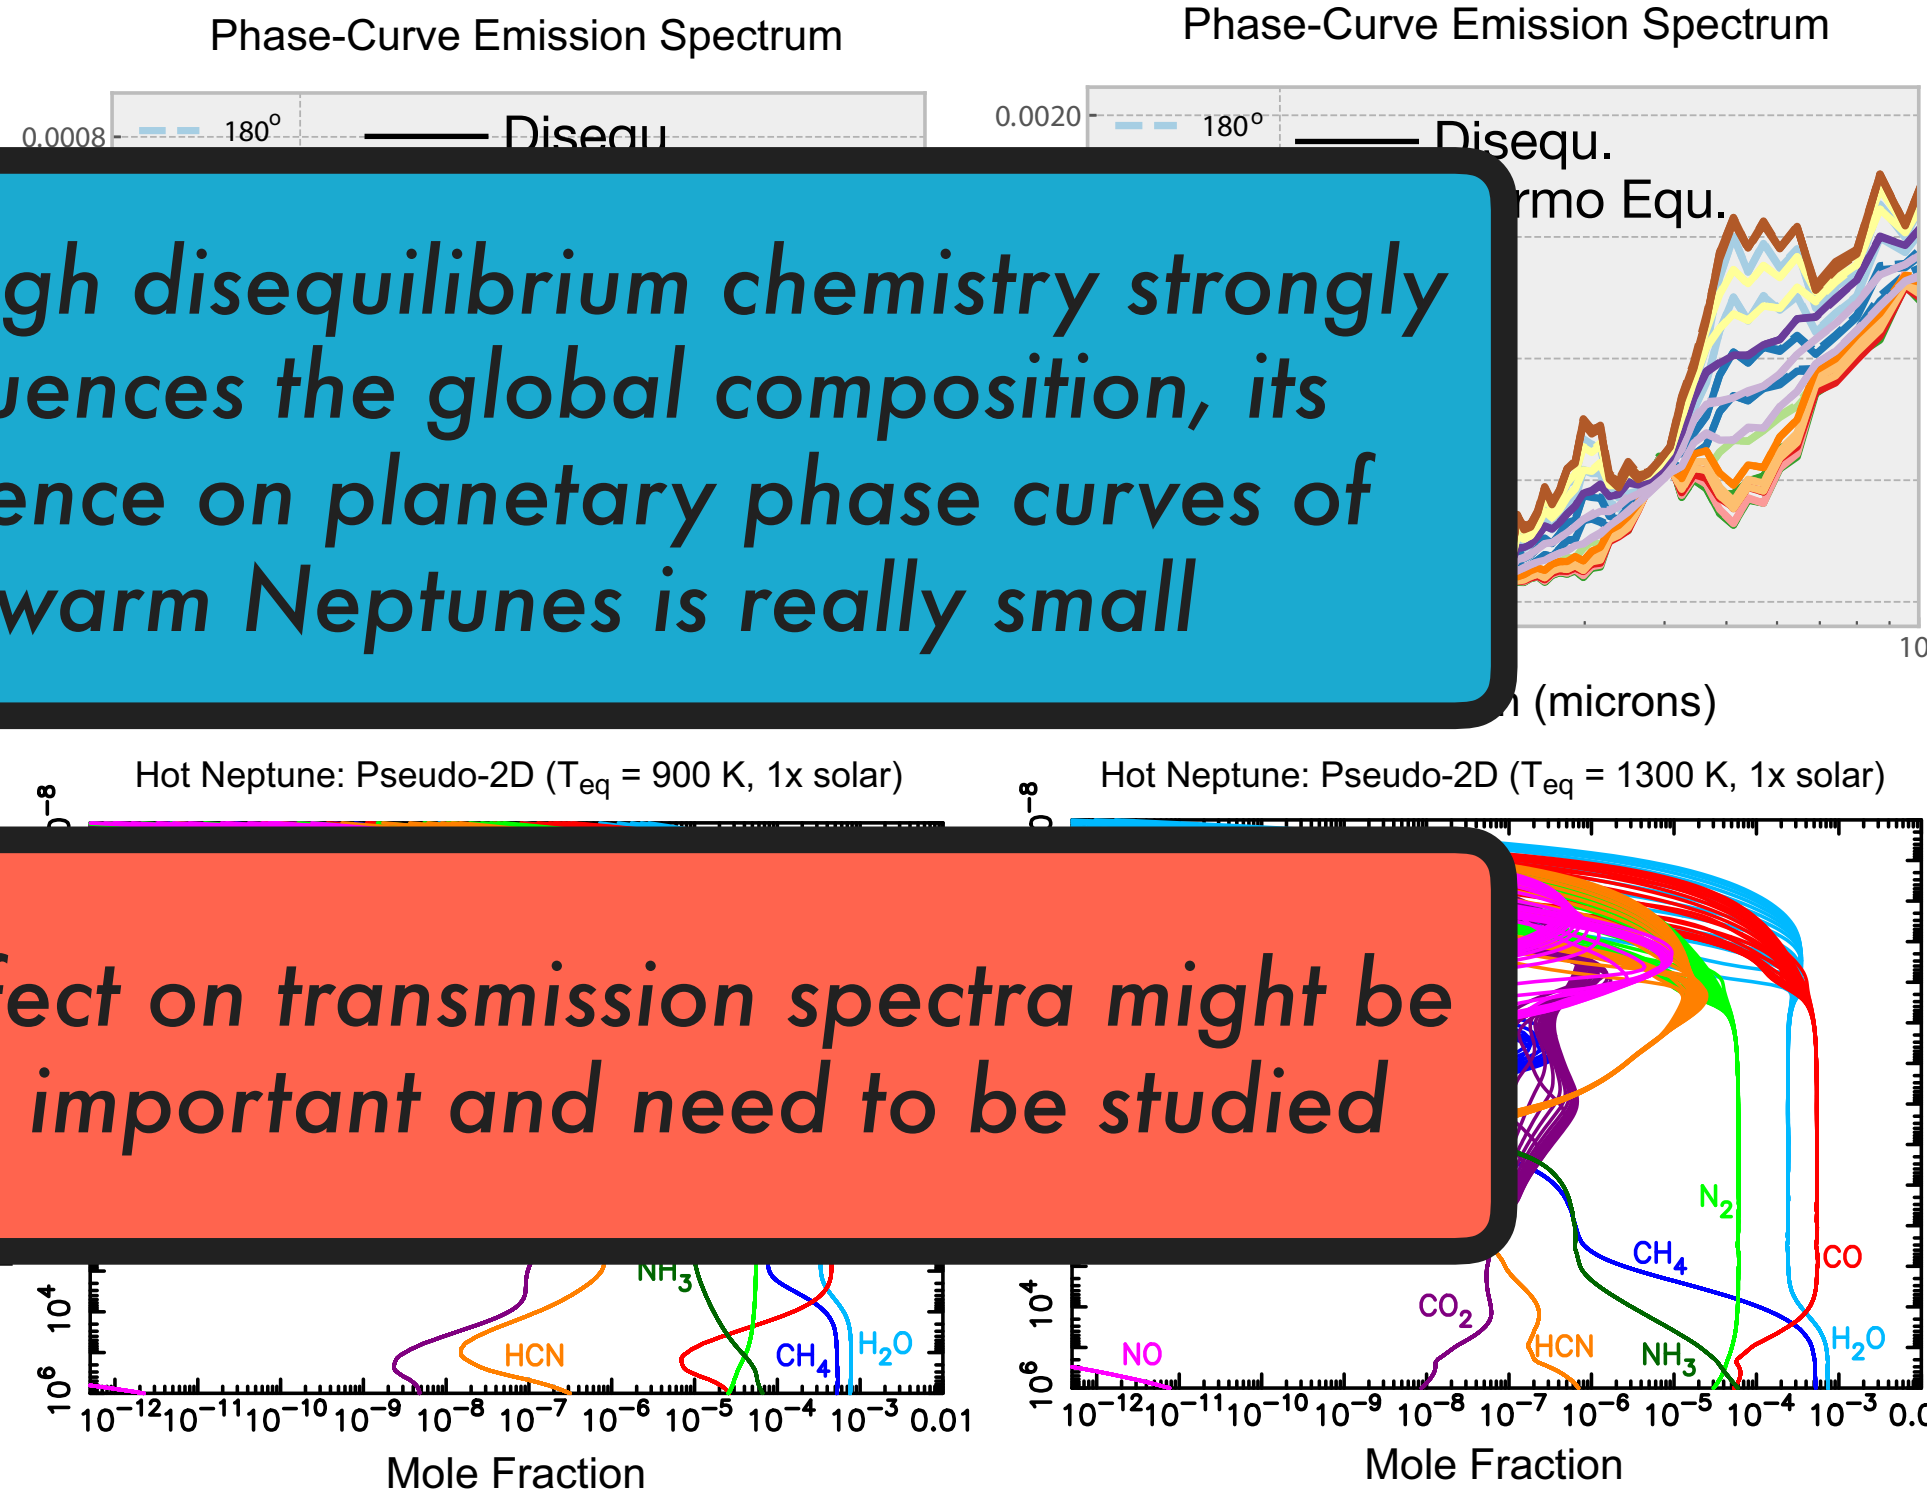 Phase-Curve Emission Spectrum
Phase-Curve Emission Spectrum
0.0008
180°
Disequ
0.0020
180°
Disequ.
rmo Equ.
gh disequilibrium chemistry strongly
uences the global composition, its
ence on planetary phase curves of
warm Neptunes is really small
10
(microns)
Hot Neptune: Pseudo-2D (Teq = 900 K, 1x solar)
Hot Neptune: Pseudo-2D (Teq = 1300 K, 1x solar)
fect on transmission spectra might be
important and need to be studied
N2
CH4
CO
CO2
NO
HCN
NH3
H2O
NH3
HCN
CH4
H2O
10^4
10^6
10^4
10^6
10^-12 10^-11 10^-10 10^-9 10^-8 10^-7 10^-6 10^-5 10^-4 10^-3 0.01
10^-12 10^-11 10^-10 10^-9 10^-8 10^-7 10^-6 10^-5 10^-4 10^-3
Mole Fraction
Mole Fraction